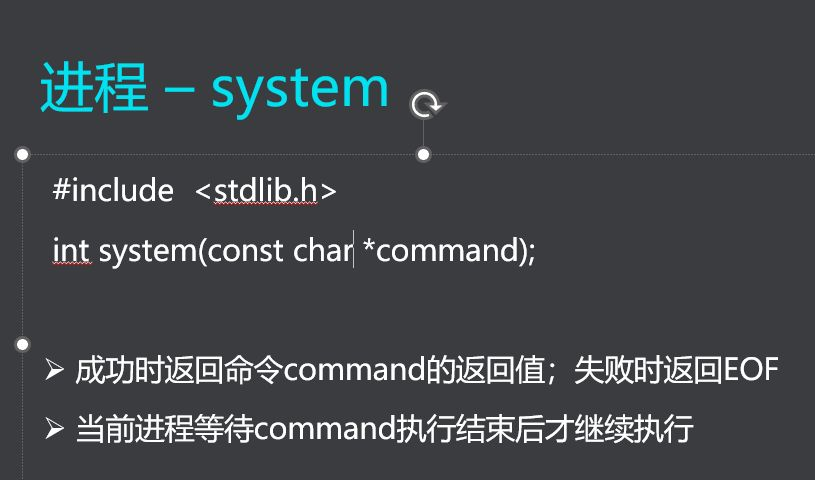 进程 – system
#include <stdlib.h>
int system(const char *command);
➢ 成功时返回命令command的返回值；失败时返回EOF
➢ 当前进程等待command执行结束后才继续执行